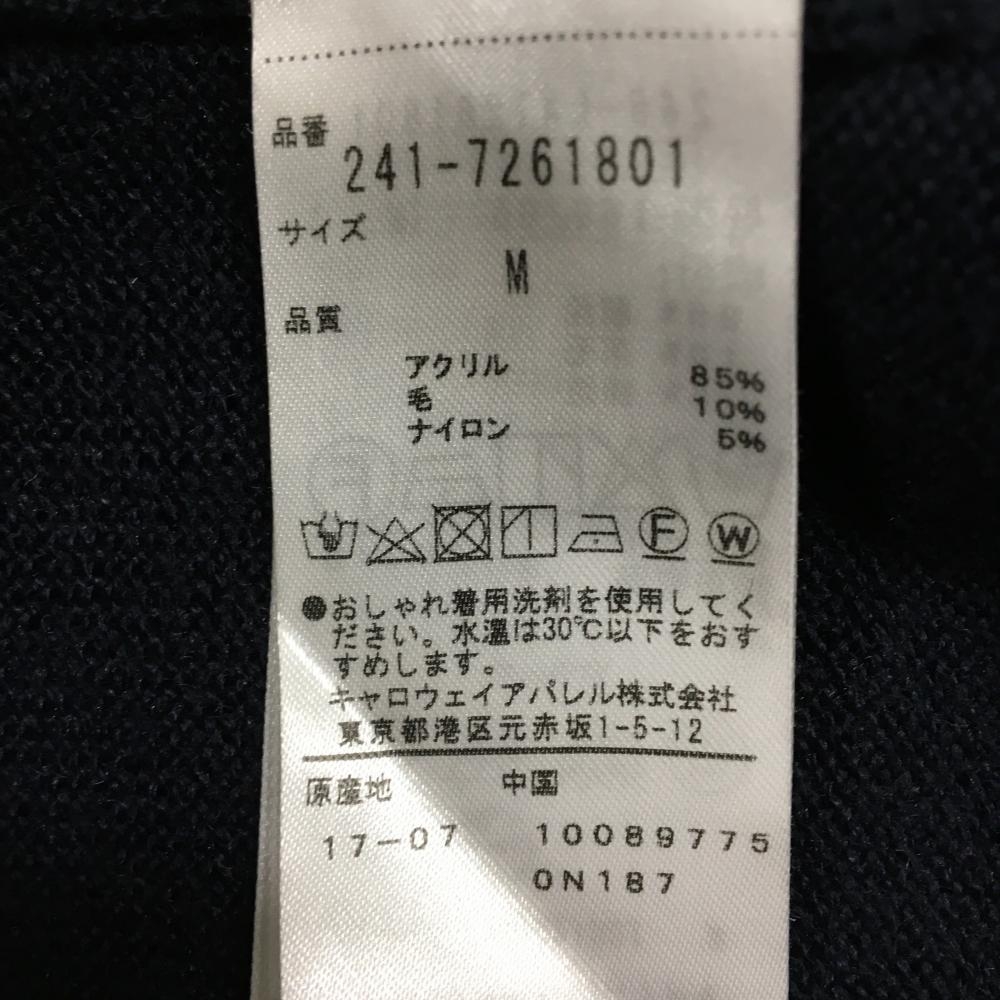 品番
241-7261801
サイズ
M
品質
アクリル 85%
毛 10%
ナイロン 5%
F W
●おしゃれ着用洗剤を使用してく
ださい。水温は30℃以下をおす
すめします。
キャロウェイアパレル株式会社
東京都港区元赤坂1-5-12
原産地 中国
17-07 10089775
0N187